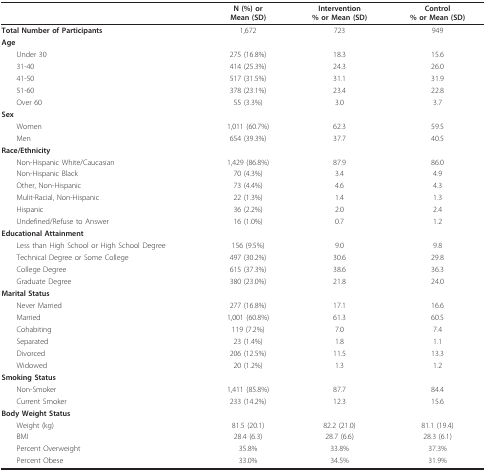 N (%) or Mean (SD) Intervention % or Mean (SD) Control % or Mean (SD)
Total Number of Participants 1,672 723 949
Age
Under 30 275 (16.8%) 18.3 15.6
31-40 414 (25.3%) 24.3 26.0
41-50 517 (31.5%) 31.1 31.9
51-60 378 (23.1%) 23.4 22.8
Over 60 55 (3.3%) 3.0 3.7
Sex
Women 1,011 (60.7%) 62.3 59.5
Men 654 (39.3%) 37.7 40.5
Race/Ethnicity
Non-Hispanic White/Caucasian 1,429 (86.8%) 87.9 86.0
Non-Hispanic Black 70 (4.3%) 3.4 4.9
Other, Non-Hispanic 73 (4.4%) 4.6 4.3
Mulit-Racial, Non-Hispanic 22 (1.3%) 1.4 1.3
Hispanic 36 (2.2%) 2.0 2.4
Undefined/Refuse to Answer 16 (1.0%) 0.7 1.2
Educational Attainment
Less than High School or High School Degree 156 (9.5%) 9.0 9.8
Technical Degree or Some College 497 (30.2%) 30.6 29.8
College Degree 615 (37.3%) 38.6 36.3
Graduate Degree 380 (23.0%) 21.8 24.0
Marital Status
Never Married 277 (16.8%) 17.1 16.6
Married 1,001 (60.8%) 61.3 60.5
Cohabiting 119 (7.2%) 7.0 7.4
Separated 23 (1.4%) 1.8 1.1
Divorced 206 (12.5%) 11.5 13.3
Widowed 20 (1.2%) 1.3 1.2
Smoking Status
Non-Smoker 1,411 (85.8%) 87.7 84.4
Current Smoker 233 (14.2%) 12.3 15.6
Body Weight Status
Weight (kg) 81.5 (20.1) 82.2 (21.0) 81.1 (19.4)
BMI 28.4 (6.3) 28.7 (6.6) 28.3 (6.1)
Percent Overweight 35.8% 33.8% 37.3%
Percent Obese 33.0% 34.5% 31.9%